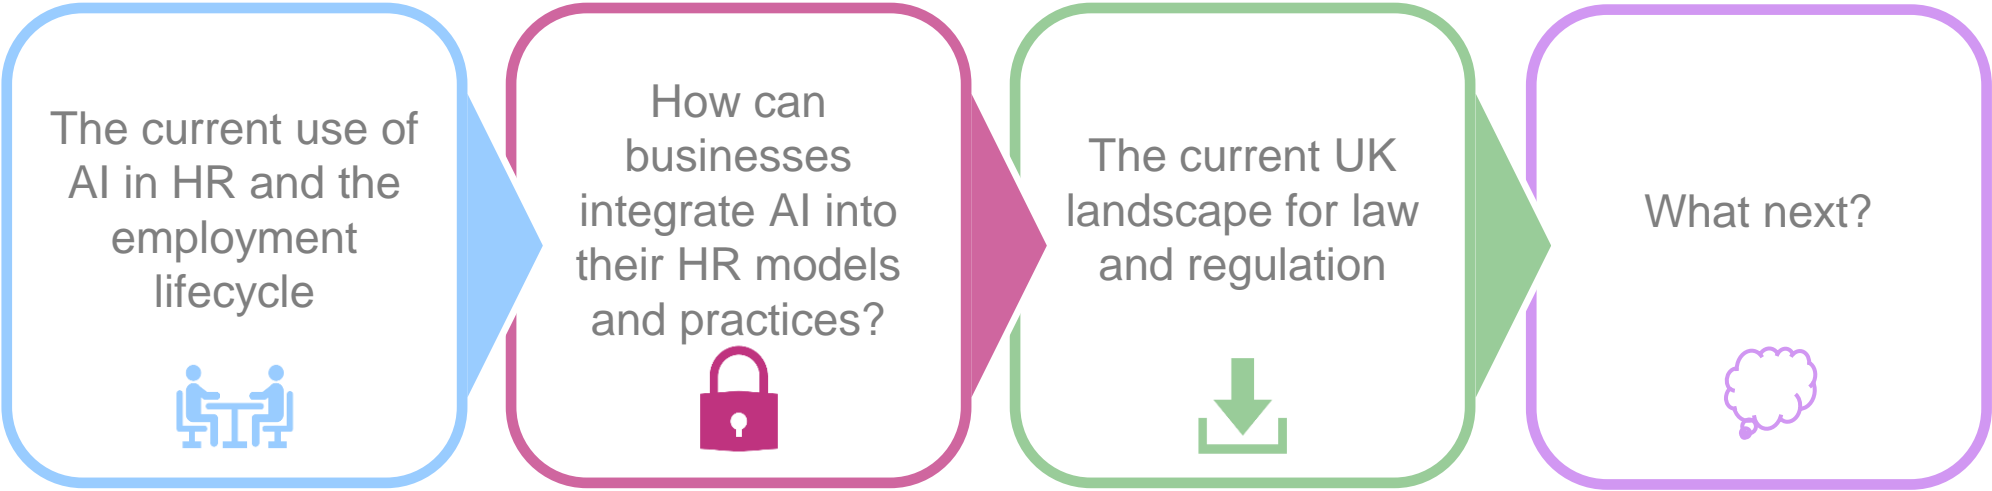 The current use of
AI in HR and the
employment
lifecycle
How can
businesses
integrate AI into
their HR models
and practices?
The current UK
landscape for law
and regulation
What next?